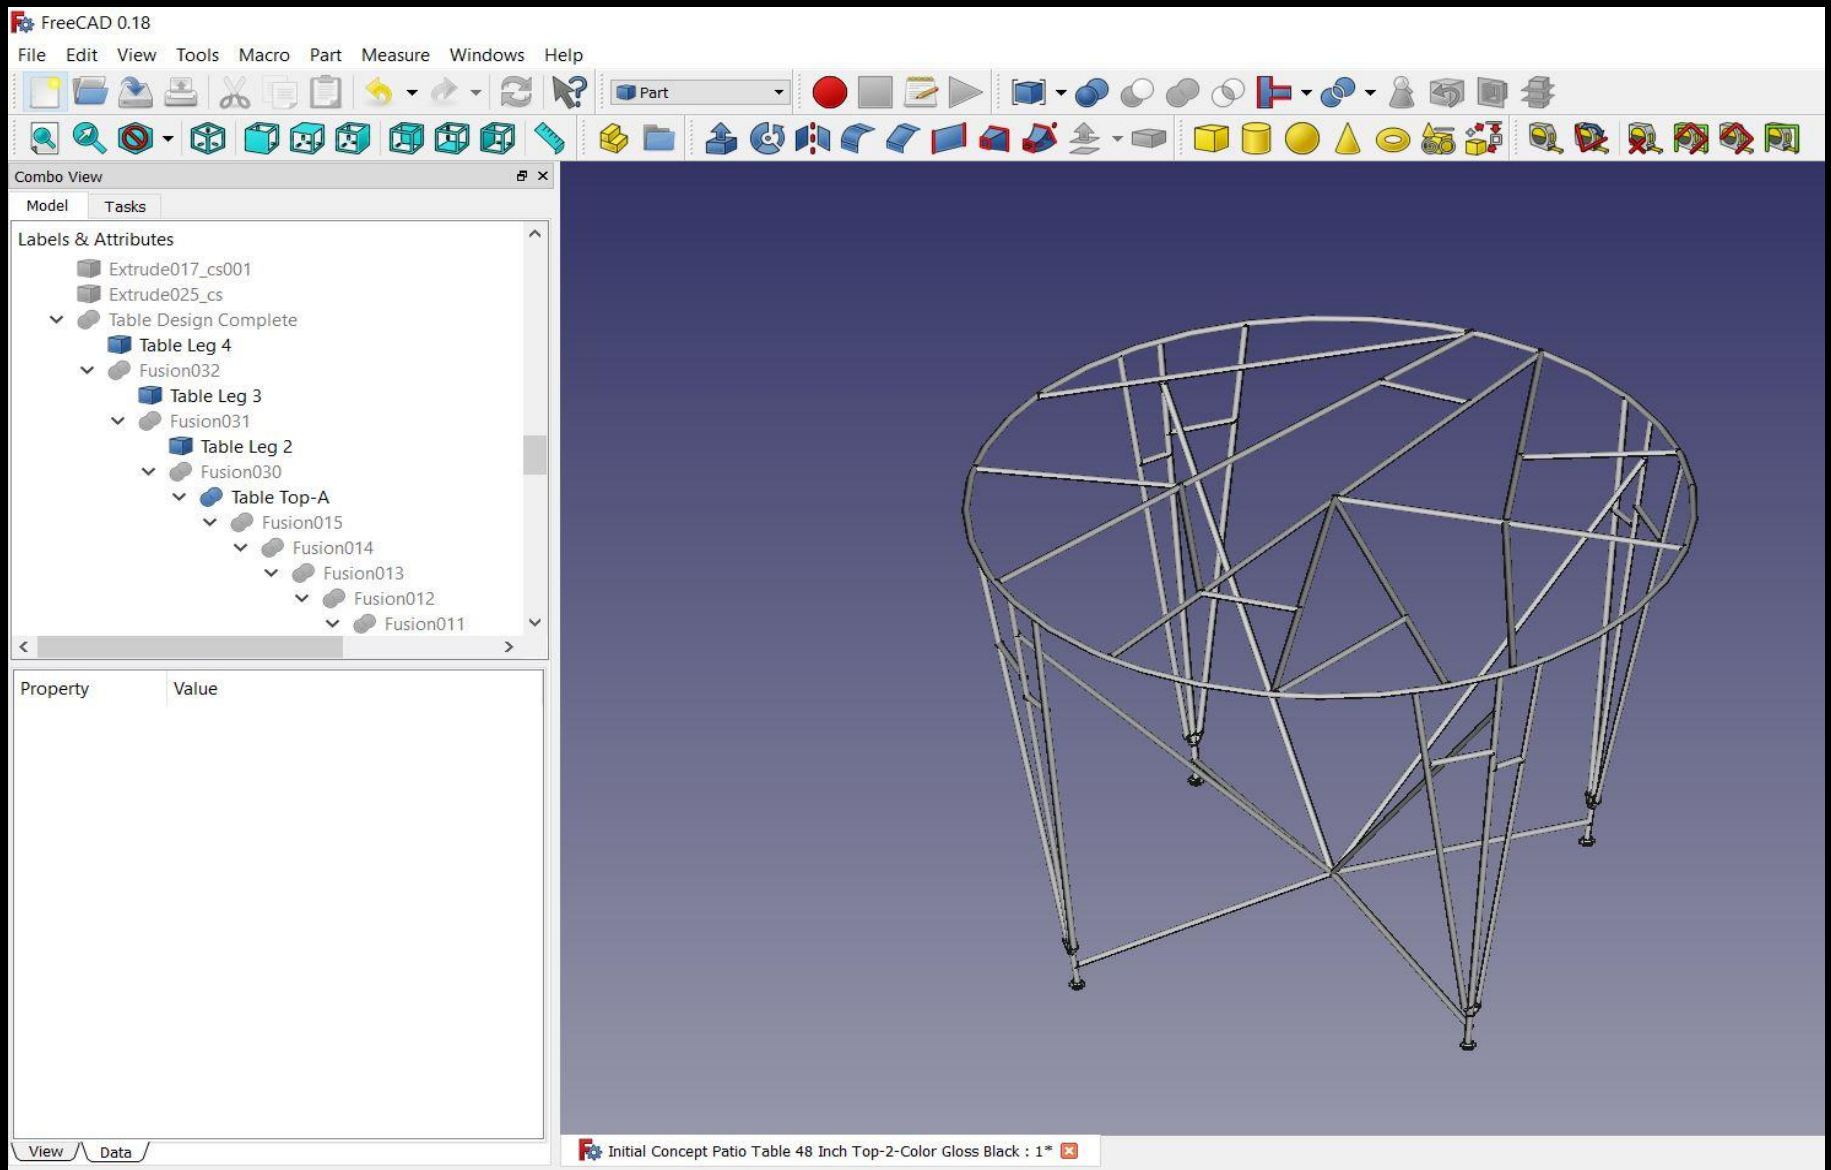 FreeCAD 0.18
File Edit View Tools Macro Part Measure Windows Help
Part
Combo View
Model Tasks
Labels & Attributes
Extrude017_cs001
Extrude025_cs
Table Design Complete
Table Leg 4
Fusion032
Table Leg 3
Fusion031
Table Leg 2
Fusion030
Table Top-A
Fusion015
Fusion014
Fusion013
Fusion012
Fusion011
Property Value
View Data
Initial Concept Patio Table 48 Inch Top-2-Color Gloss Black : 1*